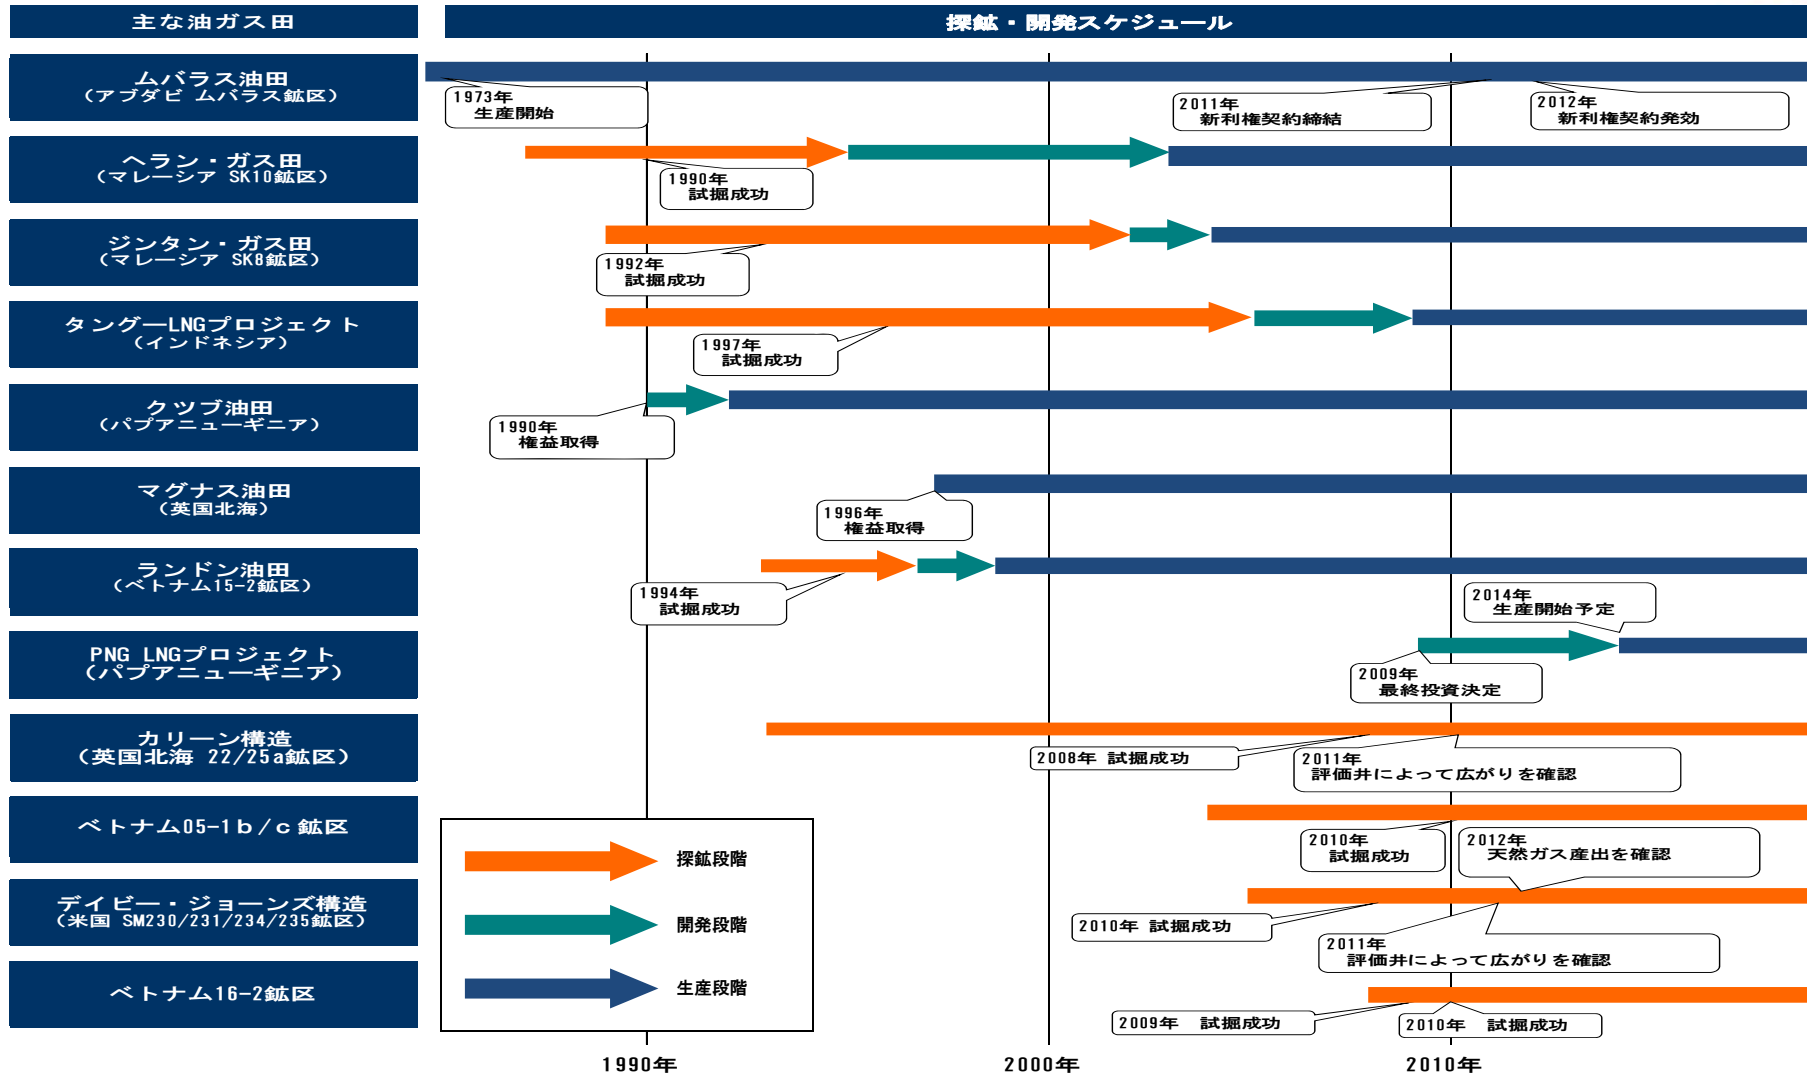 主な油ガス田
探鉱・開発スケジュール
ムバラス油田
（アブダビ ムバラス鉱区）
1973年
生産開始
2011年
新利権契約締結
2012年
新利権契約発効
ヘラン・ガス田
（マレーシア SK10鉱区）
1990年
試掘成功
ジンタン・ガス田
（マレーシア SK8鉱区）
1992年
試掘成功
タングーLNGプロジェクト
（インドネシア）
1997年
試掘成功
クツブ油田
（パプアニューギニア）
1990年
権益取得
マグナス油田
（英国北海）
1996年
権益取得
ランドン油田
（ベトナム15-2鉱区）
1994年
試掘成功
2014年
生産開始予定
PNG LNGプロジェクト
（パプアニューギニア）
2009年
最終投資決定
カリーン構造
（英国北海 22/25a鉱区）
2008年 試掘成功
2011年
評価井によって広がりを確認
ベトナム05-1ｂ/ｃ鉱区
2010年
試掘成功
2012年
天然ガス産出を確認
デイビー・ジョーンズ構造
（米国 SM230/231/234/235鉱区）
2010年 試掘成功
2011年
評価井によって広がりを確認
ベトナム16-2鉱区
2009年　試掘成功
2010年　試掘成功
探鉱段階
開発段階
生産段階
1990年
2000年
2010年